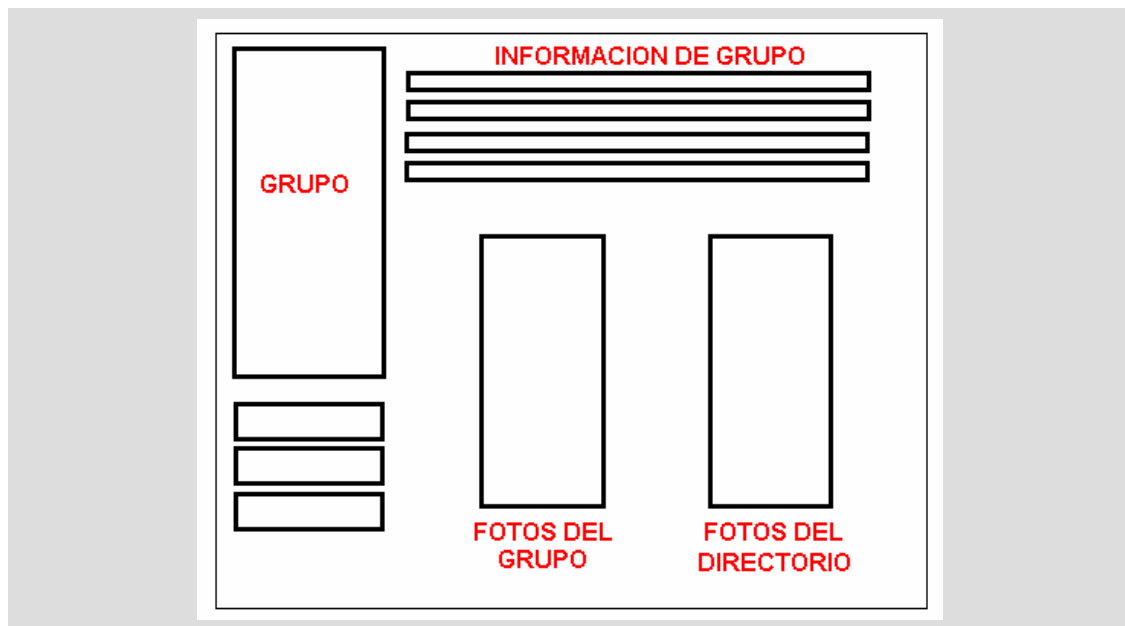 INFORMACION DE GRUPO
GRUPO
FOTOS DEL
GRUPO
FOTOS DEL
DIRECTORIO